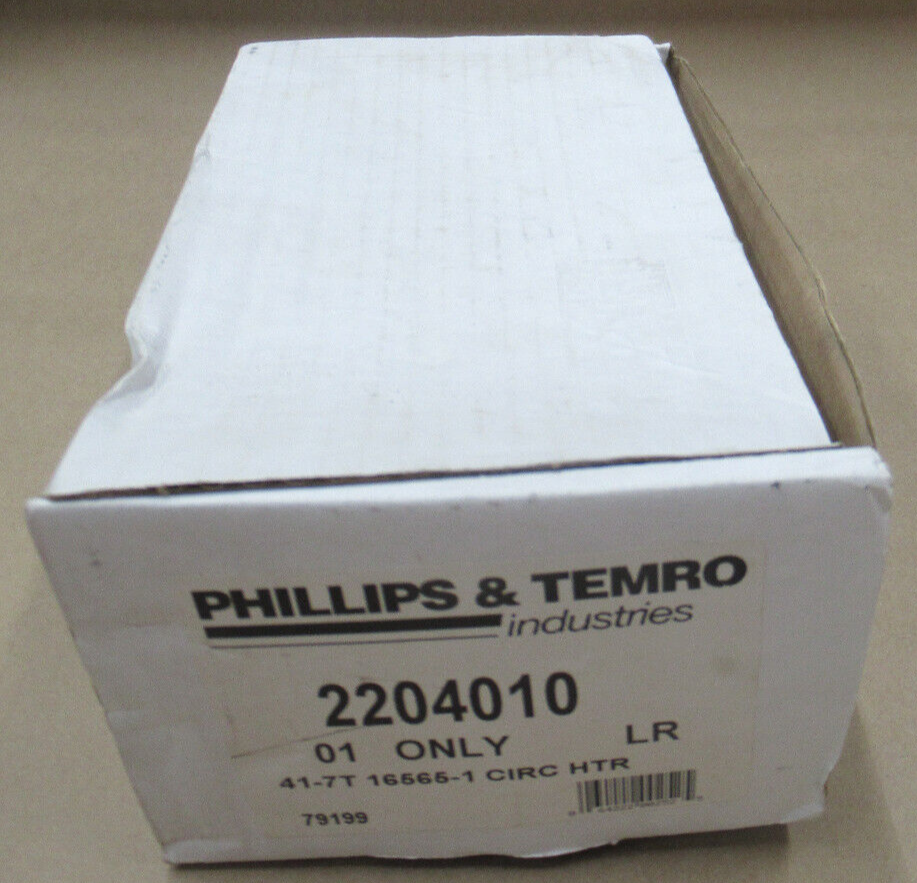 PHILLIPS & TEMRO
industries
2204010
01 ONLY LR
41-7T 16565-1 CIRC HTR
79199